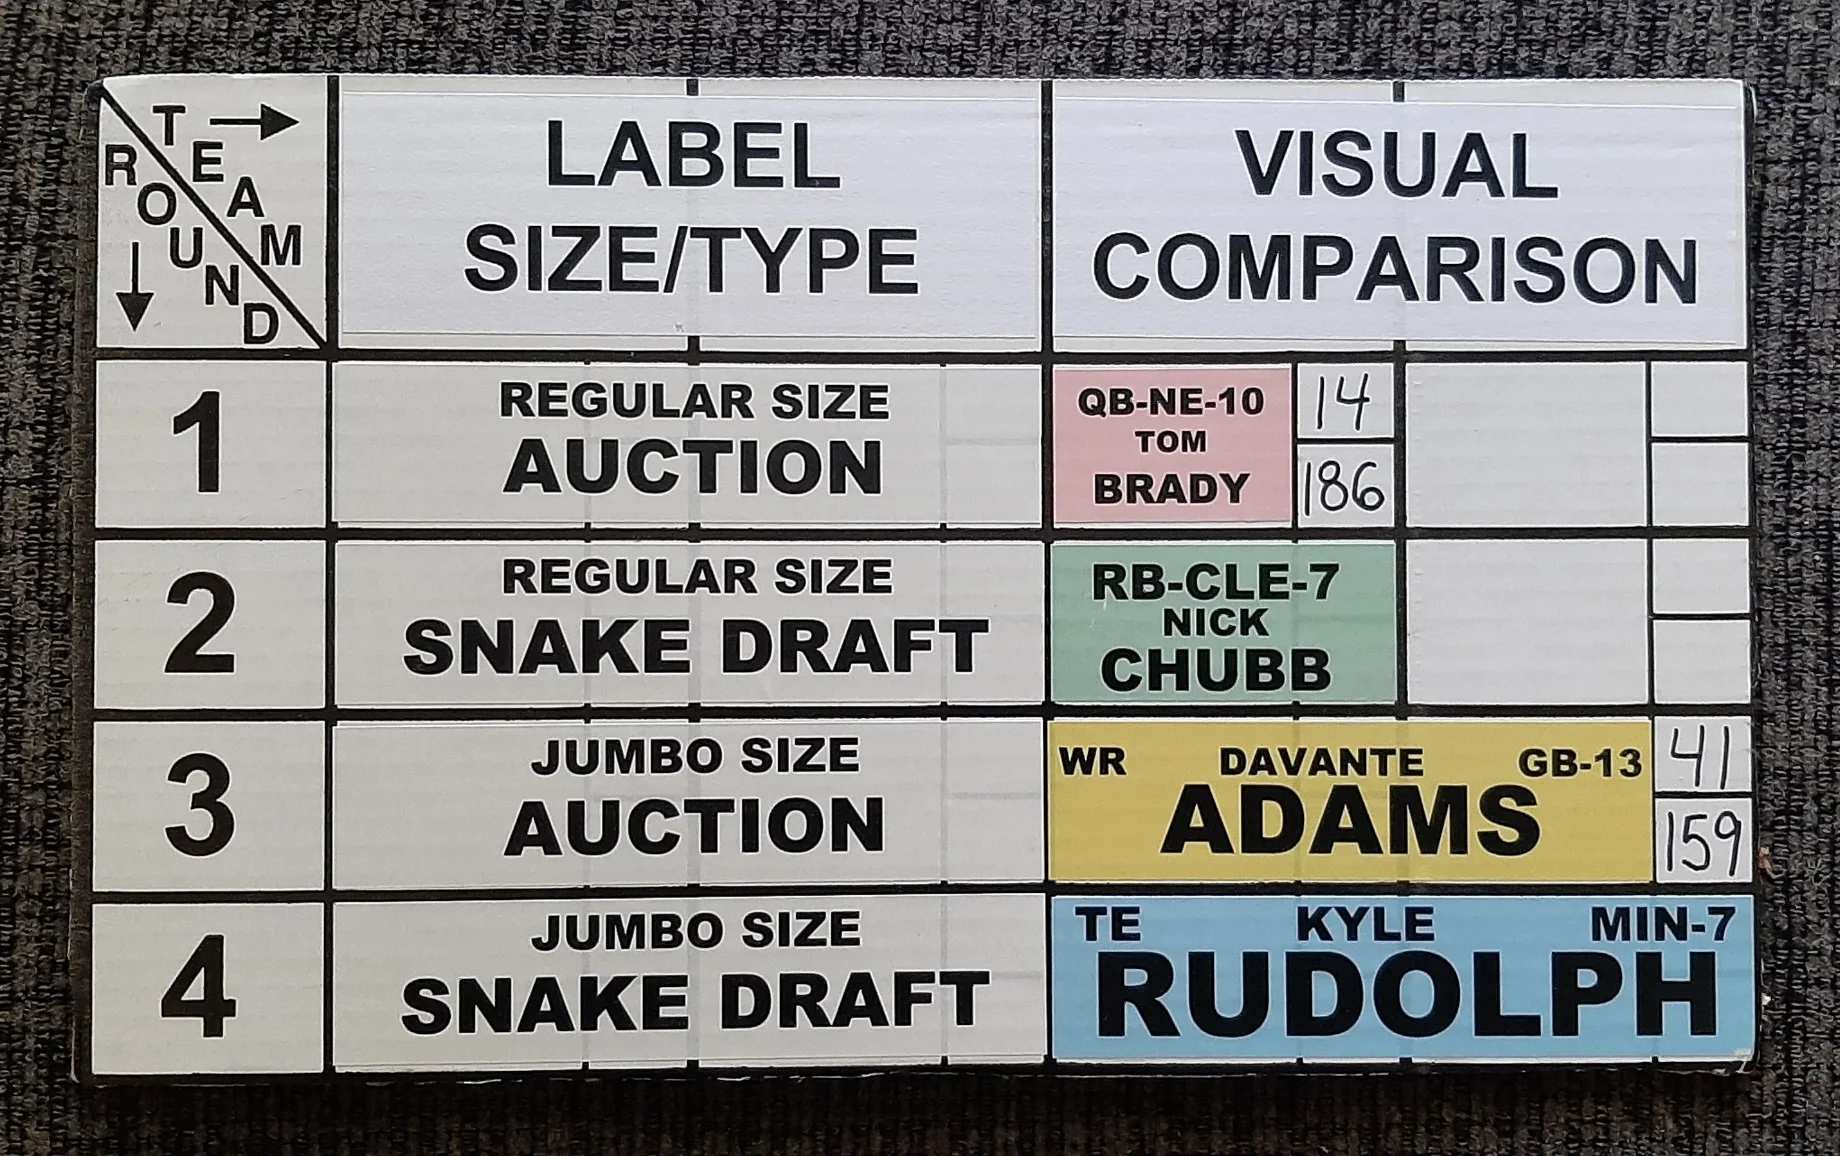 TEAM
ROUND
LABEL
SIZE/TYPE
VISUAL
COMPARISON
1
REGULAR SIZE
AUCTION
QB-NE-10
TOM
BRADY
14
186
2
REGULAR SIZE
SNAKE DRAFT
RB-CLE-7
NICK
CHUBB
3
JUMBO SIZE
AUCTION
WR DAVANTE GB-13
ADAMS
41
159
4
JUMBO SIZE
SNAKE DRAFT
TE KYLE MIN-7
RUDOLPH